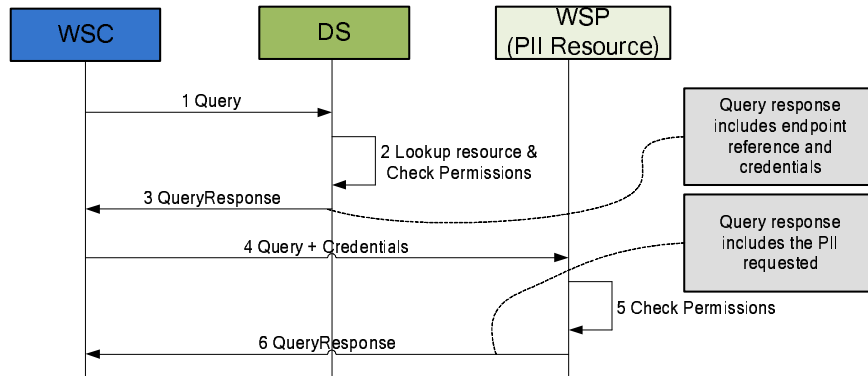 WSC
DS
WSP
(PII Resource)
1 Query
Query response
includes endpoint
reference and
credentials
2 Lookup resource &
Check Permissions
3 QueryResponse
Query response
includes the PII
requested
4 Query + Credentials
5 Check Permissions
6 QueryResponse